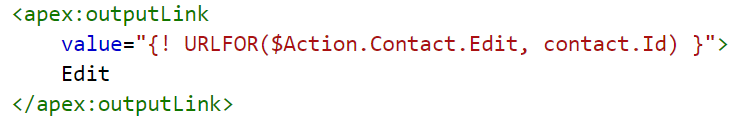 <apex:outputLink
    value="{! URLFOR($Action.Contact.Edit, contact.Id) }">
    Edit
</apex:outputLink>